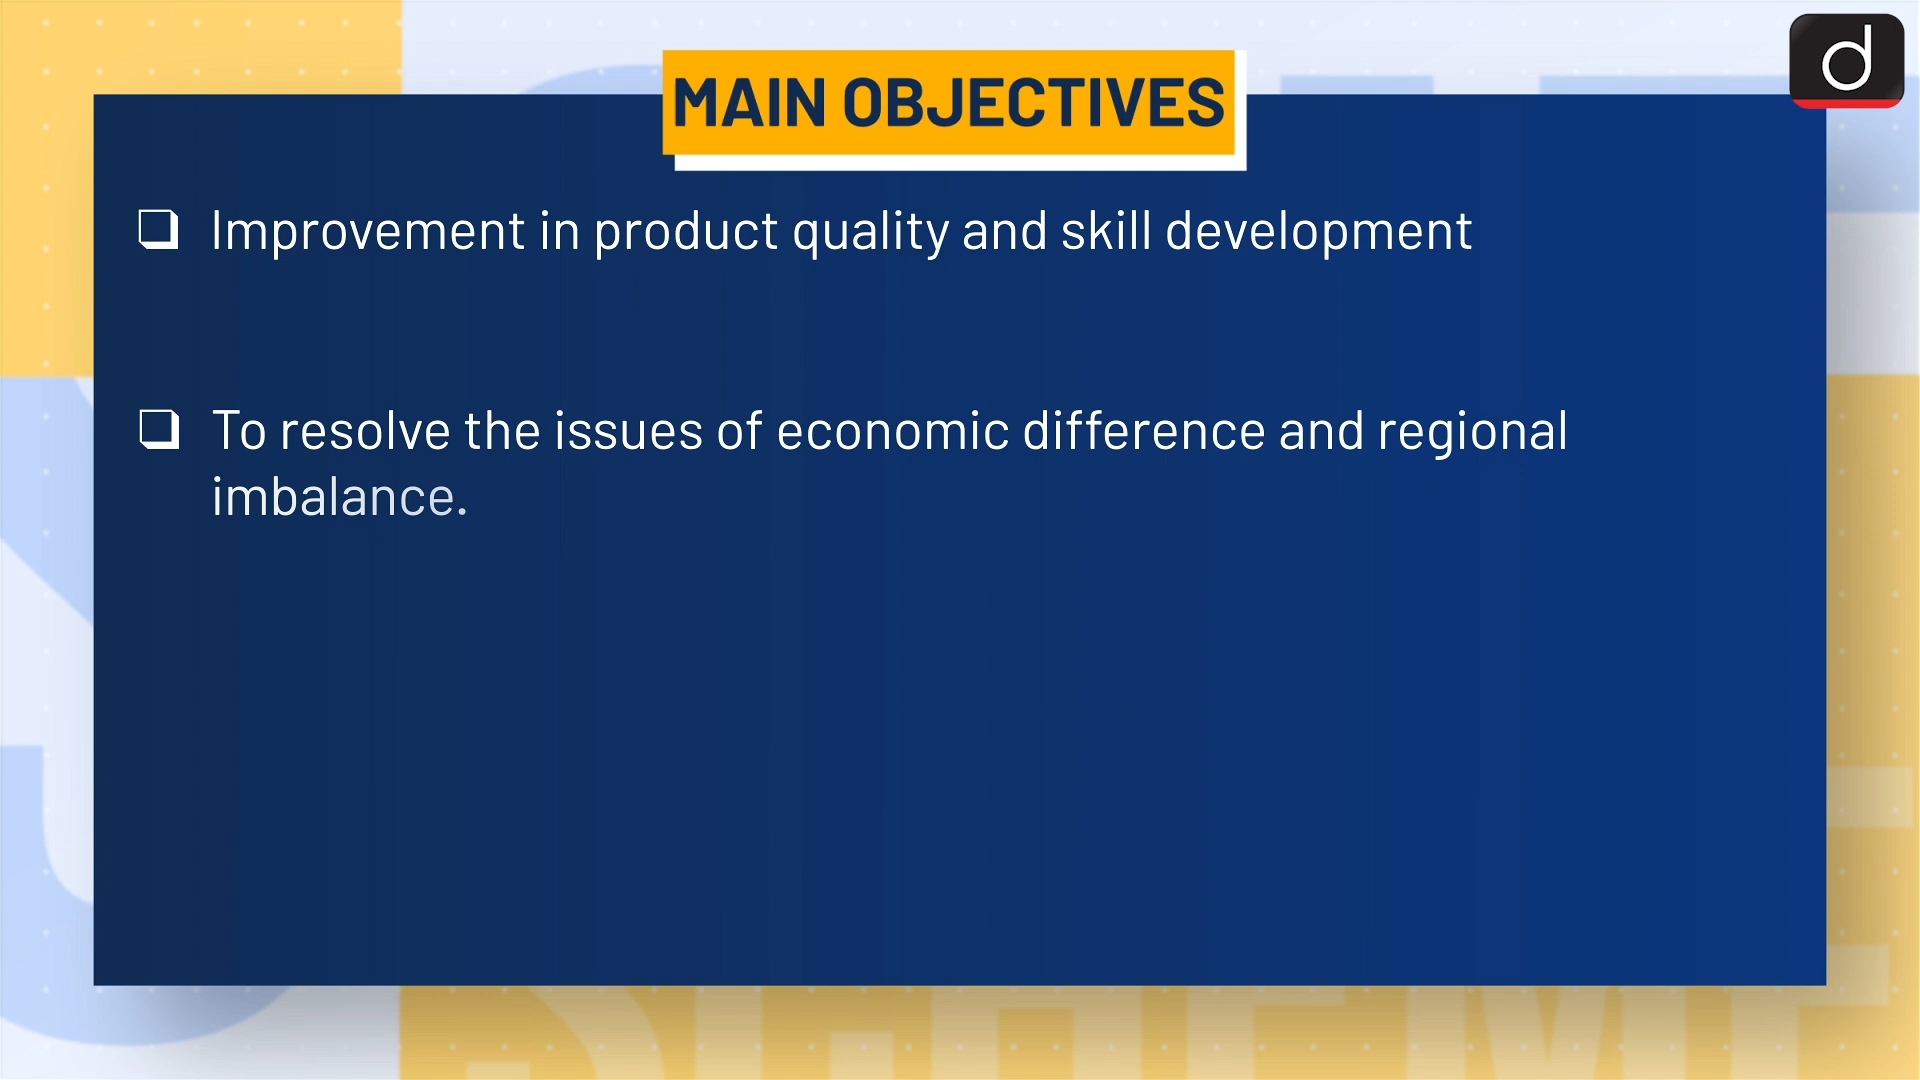 MAIN OBJECTIVES
Improvement in product quality and skill development
To resolve the issues of economic difference and regional
imbalance.